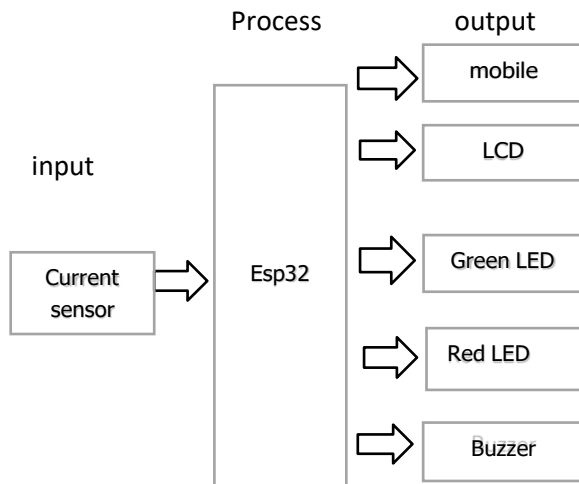 Process
output
mobile
LCD
input
Current
sensor
Esp32
Green LED
Red LED
Buzzer